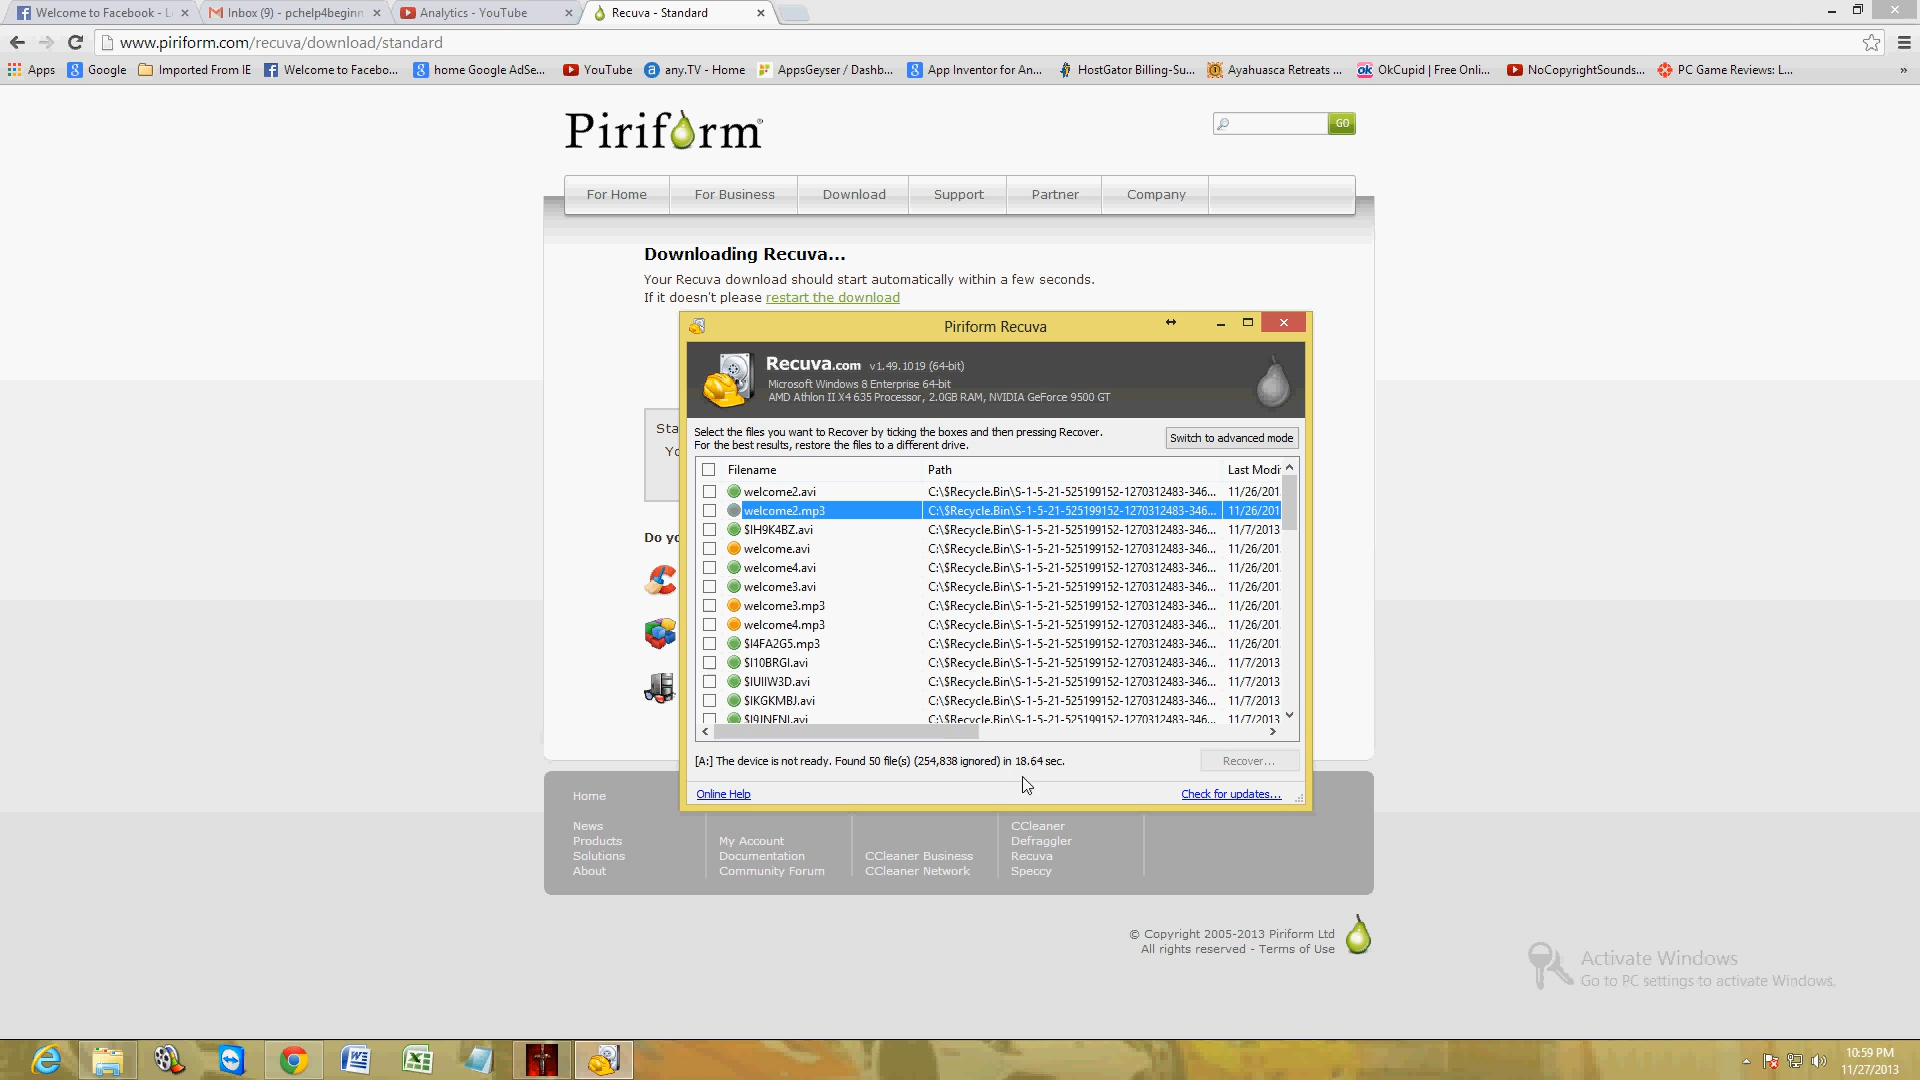 Welcome to Facebook - L
Inbox (9) - pchelp4beginn
Analytics - YouTube
Recuva - Standard
www.piriform.com/recuva/download/standard
Apps
Google
Imported From IE
Welcome to Facebo...
home Google AdSe...
YouTube
any.TV - Home
AppsGeyser / Dashb...
App Inventor for An...
HostGator Billing-Su...
Ayahuasca Retreats ...
ok
OkCupid | Free Onli...
NoCopyrightSounds...
PC Game Reviews: L...
»
Piriform
GO
For Home
For Business
Download
Support
Partner
Company
Downloading Recuva...
Your Recuva download should start automatically within a few seconds.
If it doesn't please restart the download
Sta
Yo
Do yo
Piriform Recuva
Recuva.com v1.49.1019 (64-bit)
Microsoft Windows 8 Enterprise 64-bit
AMD Athlon II X4 635 Processor, 2.0GB RAM, NVIDIA GeForce 9500 GT
Select the files you want to Recover by ticking the boxes and then pressing Recover.
For the best results, restore the files to a different drive.
Switch to advanced mode
Filename Path Last Modi
welcome2.avi C:\$Recycle.Bin\S-1-5-21-525199152-1270312483-346... 11/26/201
welcome2.mp3 C:\$Recycle.Bin\S-1-5-21-525199152-1270312483-346... 11/26/201
$IH9K4BZ.avi C:\$Recycle.Bin\S-1-5-21-525199152-1270312483-346... 11/7/2013
welcome.avi C:\$Recycle.Bin\S-1-5-21-525199152-1270312483-346... 11/26/201
welcome4.avi C:\$Recycle.Bin\S-1-5-21-525199152-1270312483-346... 11/26/201
welcome3.avi C:\$Recycle.Bin\S-1-5-21-525199152-1270312483-346... 11/26/201
welcome3.mp3 C:\$Recycle.Bin\S-1-5-21-525199152-1270312483-346... 11/26/201
welcome4.mp3 C:\$Recycle.Bin\S-1-5-21-525199152-1270312483-346... 11/26/201
$I4FA2G5.mp3 C:\$Recycle.Bin\S-1-5-21-525199152-1270312483-346... 11/26/201
$I10BRGI.avi C:\$Recycle.Bin\S-1-5-21-525199152-1270312483-346... 11/7/2013
$IUIIW3D.avi C:\$Recycle.Bin\S-1-5-21-525199152-1270312483-346... 11/7/2013
$IKGKMBJ.avi C:\$Recycle.Bin\S-1-5-21-525199152-1270312483-346... 11/7/2013
$I9JNFNI.avi C:\$Recycle.Bin\S-1-5-21-525199152-1270312483-346... 11/7/2013
[A:] The device is not ready. Found 50 file(s) (254,838 ignored) in 18.64 sec.
Recover...
Online Help
Check for updates...
Home
News
Products
Solutions
About
My Account
Documentation
Community Forum
CCleaner Business
CCleaner Network
CCleaner
Defraggler
Recuva
Speccy
© Copyright 2005-2013 Piriform Ltd
All rights reserved - Terms of Use
Activate Windows
Go to PC settings to activate Windows.
10:59 PM
11/27/2013